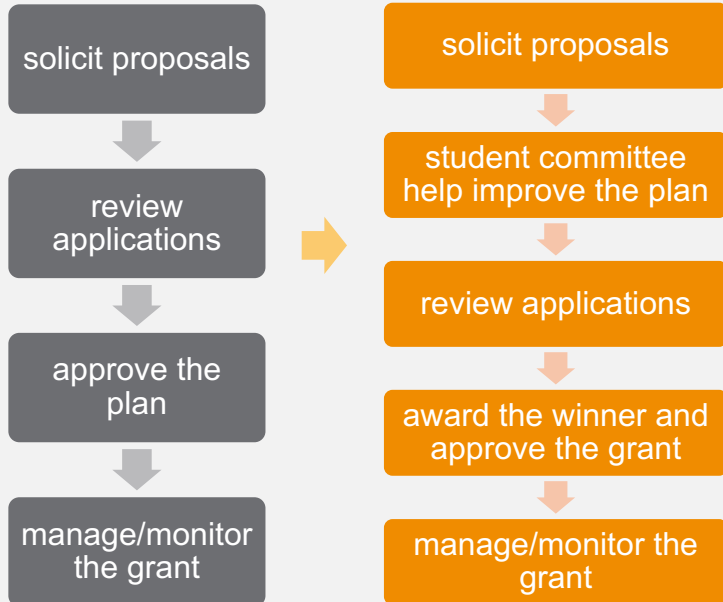 solicit proposals
review
applications
approve the
plan
manage/monitor
the grant
solicit proposals
student committee
help improve the plan
review applications
award the winner and
approve the grant
manage/monitor the
grant